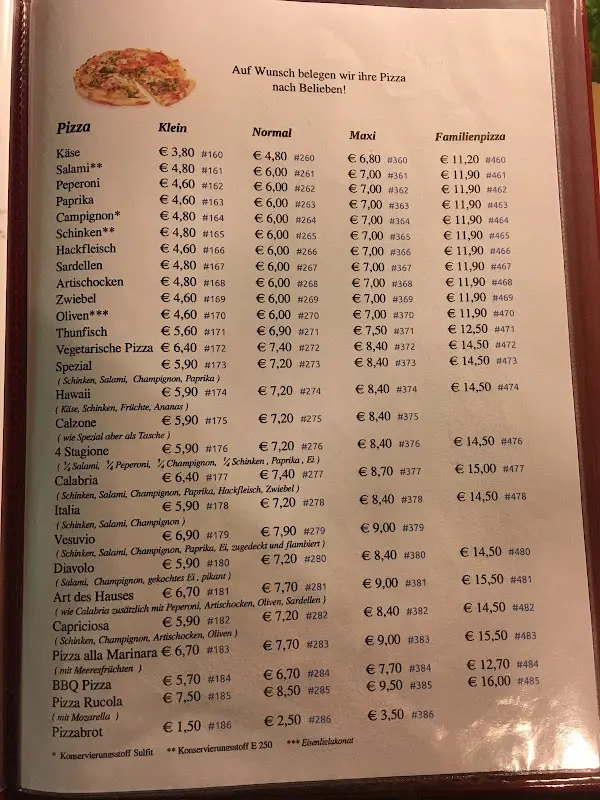 Auf Wunsch belegen wir ihre Pizza
nach Belieben!
Pizza Klein Normal Maxi Familienpizza
Käse € 3,80 #160 € 4,80 #260 € 6,80 #360 € 11,20 #460
Salami** € 4,80 #161 € 6,00 #261 € 7,00 #361 € 11,90 #461
Peperoni € 4,60 #162 € 6,00 #262 € 7,00 #362 € 11,90 #462
Paprika € 4,60 #163 € 6,00 #263 € 7,00 #363 € 11,90 #463
Campignon* € 4,80 #164 € 6,00 #264 € 7,00 #364 € 11,90 #464
Schinken** € 4,80 #165 € 6,00 #265 € 7,00 #365 € 11,90 #465
Hackfleisch € 4,60 #166 € 6,00 #266 € 7,00 #366 € 11,90 #466
Sardellen € 4,80 #167 € 6,00 #267 € 7,00 #367 € 11,90 #467
Artischocken € 4,80 #168 € 6,00 #268 € 7,00 #368 € 11,90 #468
Zwiebel € 4,60 #169 € 6,00 #269 € 7,00 #369 € 11,90 #469
Oliven*** € 4,60 #170 € 6,00 #270 € 7,00 #370 € 11,90 #470
Thunfisch € 5,60 #171 € 6,90 #271 € 7,50 #371 € 12,50 #471
Vegetarische Pizza € 6,40 #172 € 7,40 #272 € 8,40 #372 € 14,50 #472
Spezial € 5,90 #173 € 7,20 #273 € 8,40 #373 € 14,50 #473
( Schinken, Salami, Champignon, Paprika )
Hawaii € 5,90 #174 € 7,20 #274 € 8,40 #374 € 14,50 #474
( Käse, Schinken, Früchte, Ananas )
Calzone € 5,90 #175 € 7,20 #275 € 8,40 #375
( wie Spezial aber als Tasche )
4 Stagione € 5,90 #176 € 7,20 #276 € 8,40 #376 € 14,50 #476
( ¼ Salami, ¼ Peperoni, ¼ Champignon, ¼ Schinken , Paprika , Ei )
Calabria € 6,40 #177 € 7,40 #277 € 8,70 #377 € 15,00 #477
( Schinken, Salami, Champignon, Paprika, Hackfleisch, Zwiebel )
Italia € 5,90 #178 € 7,20 #278 € 8,40 #378 € 14,50 #478
( Schinken, Salami, Champignon )
Vesuvio € 6,90 #179 € 7,90 #279 € 9,00 #379
( Schinken, Salami, Champignon, Paprika, Ei, zugedeckt und flambiert )
Diavolo € 5,90 #180 € 7,20 #280 € 8,40 #380 € 14,50 #480
( Salami, Champignon, gekochtes Ei , pikant )
Art des Hauses € 6,70 #181 € 7,70 #281 € 9,00 #381 € 15,50 #481
( wie Calabria zusätzlich mit Peperoni, Artischocken, Oliven, Sardellen )
Capriciosa € 5,90 #182 € 7,20 #282 € 8,40 #382 € 14,50 #482
( Schinken, Champignon, Artischocken, Oliven )
Pizza alla Marinara € 6,70 #183 € 7,70 #283 € 9,00 #383 € 15,50 #483
( mit Meeresfrüchten )
BBQ Pizza € 5,70 #184 € 6,70 #284 € 7,70 #384 € 12,70 #484
Pizza Rucola € 7,50 #185 € 8,50 #285 € 9,50 #385 € 16,00 #485
( mit Mozarella )
Pizzabrot € 1,50 #186 € 2,50 #286 € 3,50 #386
* Konservierungsstoff Sulfit ** Konservierungsstoff E 250 *** Eisenlialukonat